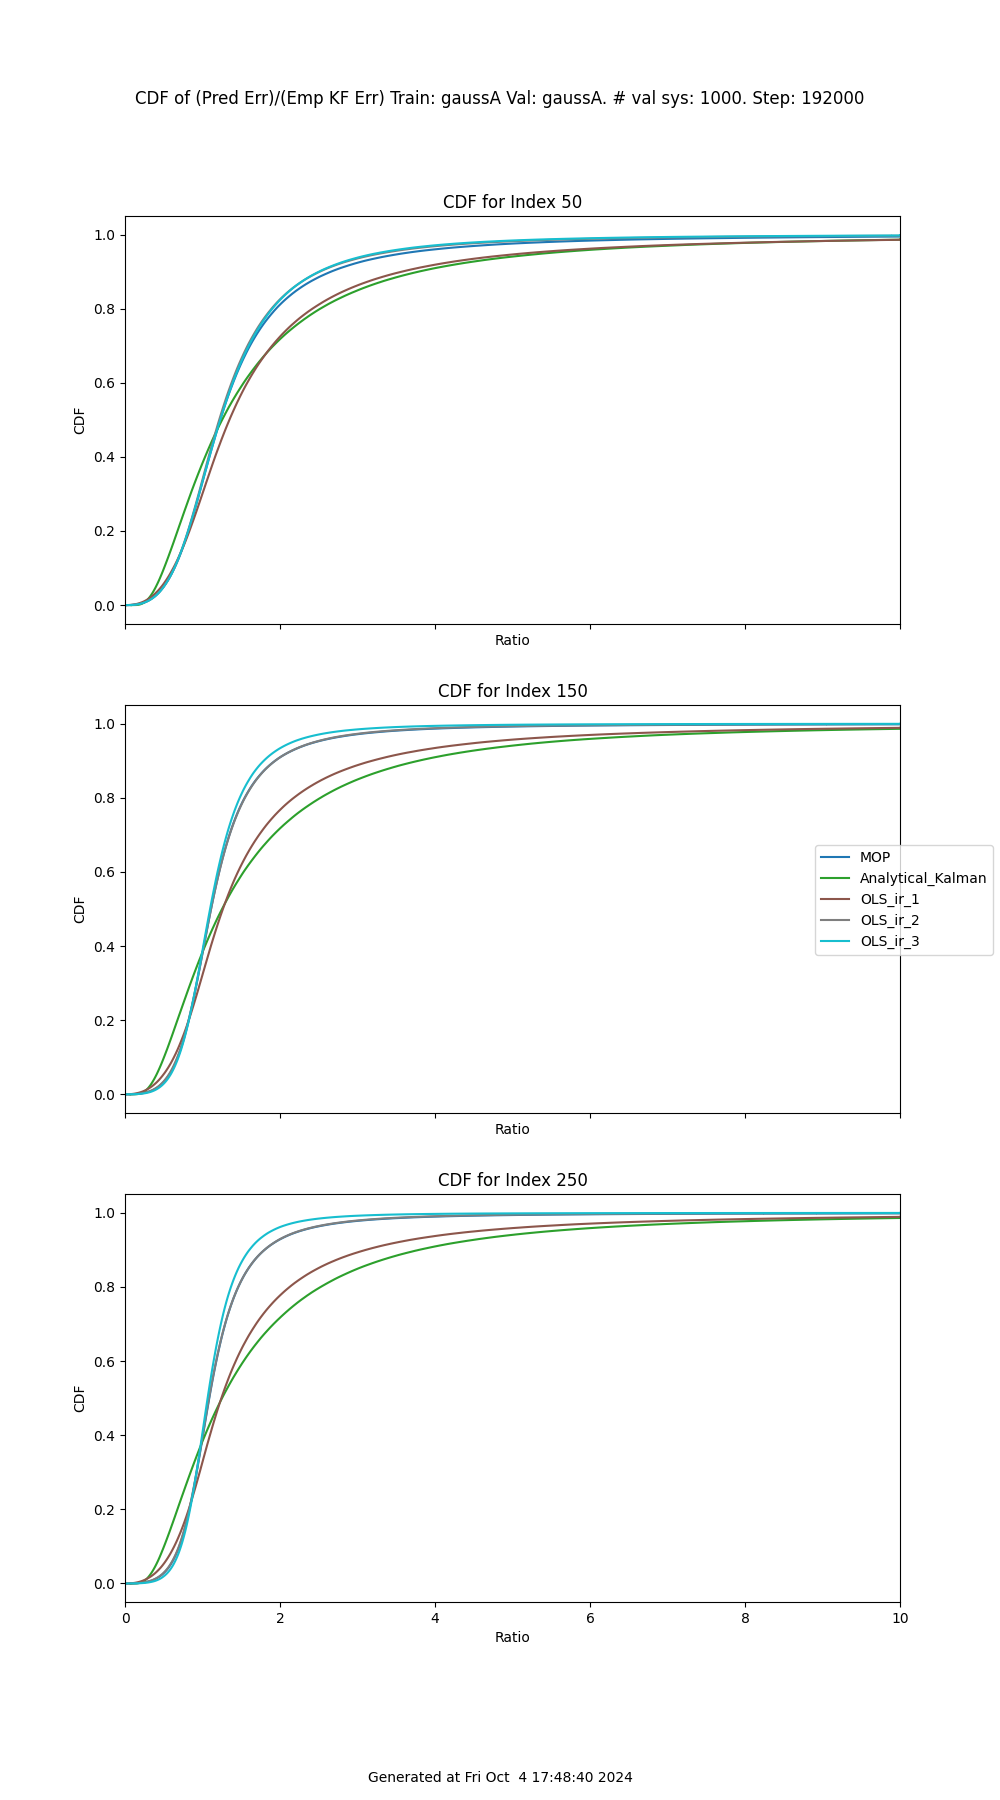 CDF of (Pred Err)/(Emp KF Err) Train: gaussA Val: gaussA. # val sys: 1000. Step: 192000
CDF for Index 50
1.0
0.8
0.6
0.4
0.2
0.0
CDF
Ratio
CDF for Index 150
1.0
0.8
0.6
0.4
0.2
0.0
CDF
Ratio
MOP
Analytical_Kalman
OLS_ir_1
OLS_ir_2
OLS_ir_3
CDF for Index 250
1.0
0.8
0.6
0.4
0.2
0.0
CDF
0 2 4 6 8 10
Ratio
Generated at Fri Oct  4 17:48:40 2024